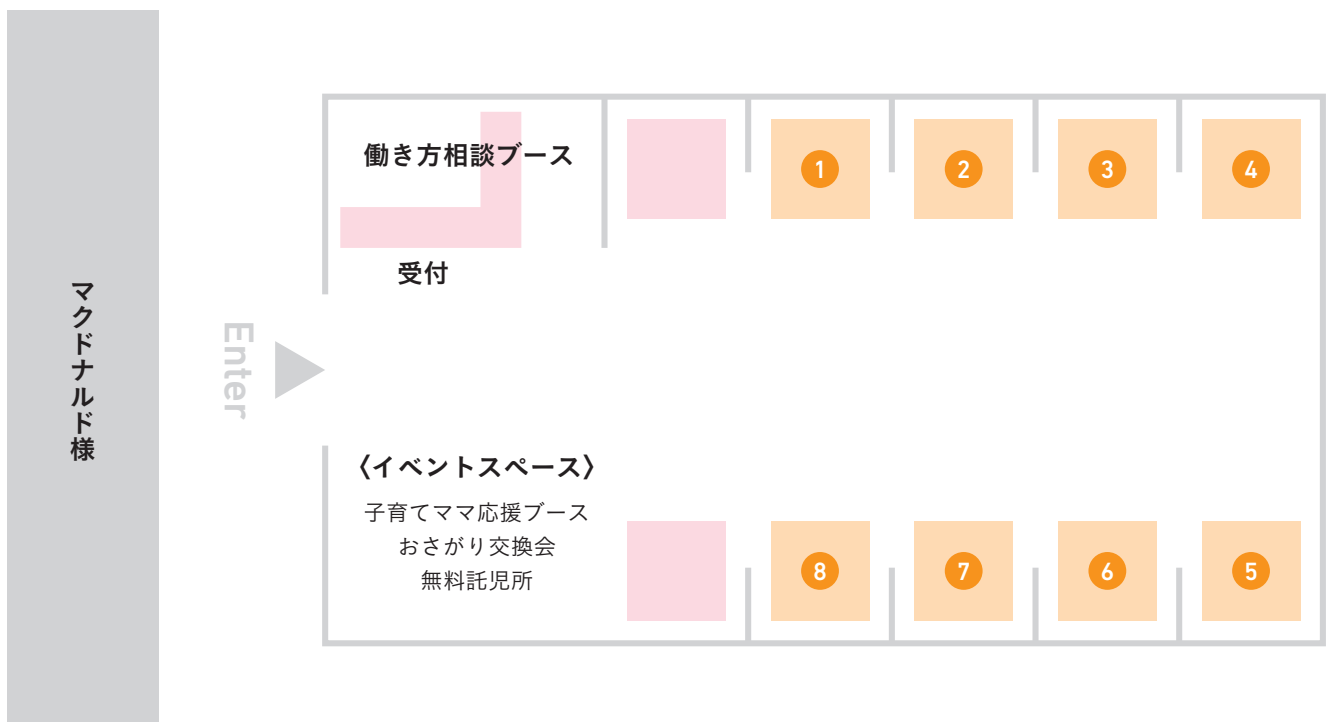 マクドナルド様
Enter
働き方相談ブース
受付
1
2
3
4
〈イベントスペース〉
子育てママ応援ブース
おさがり交換会
無料託児所
8
7
6
5